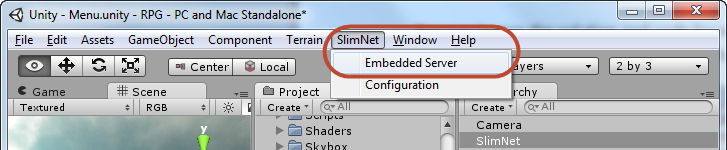 Unity - Menu.unity - RPG - PC and Mac Standalone*
File Edit Assets GameObject Component Terrain SlimNet Window Help
Center Local Embedded Server ayers 2 by 3
Game Scene Project Configuration rchy
Textured RGB Create All Create All
y Scripts Camera
Shaders SlimNet
Skybox